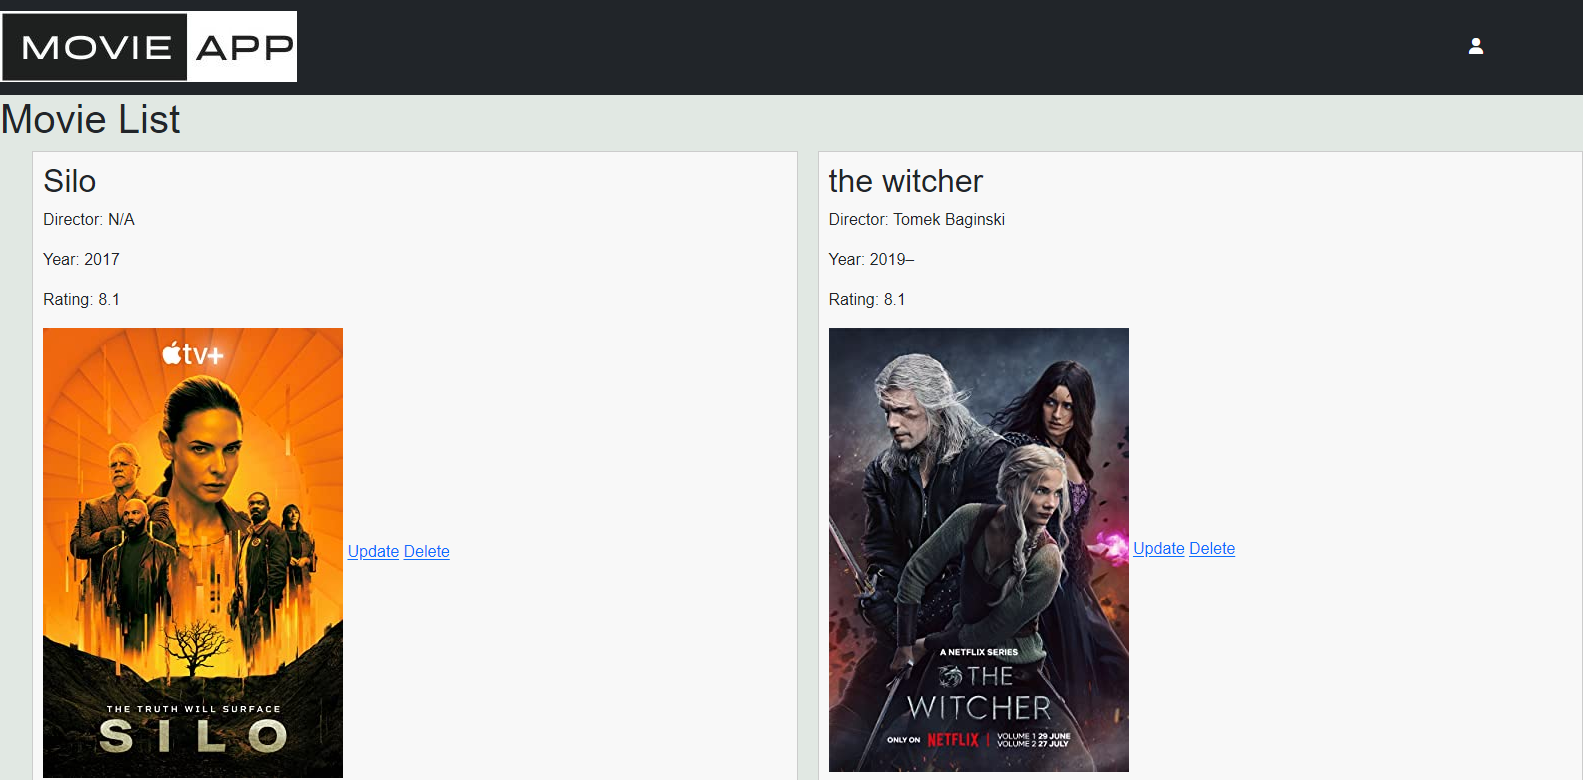 MOVIE APP
Movie List
Silo
Director: N/A
Year: 2017
Rating: 8.1
tv+
THE TRUTH WILL SURFACE
SILO
Update Delete
the witcher
Director: Tomek Baginski
Year: 2019–
Rating: 8.1
A NETFLIX SERIES
THE
WITCHER
ONLY ON NETFLIX | VOLUME 1 29 JUNE
VOLUME 2 27 JULY
Update Delete